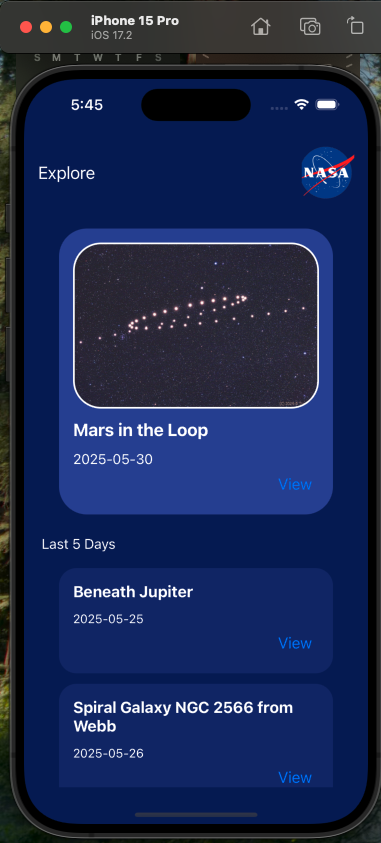 iPhone 15 Pro
iOS 17.2
S M T W T F S
5:45
Explore
NASA
Mars in the Loop
2025-05-30
View
Last 5 Days
Beneath Jupiter
2025-05-25
View
Spiral Galaxy NGC 2566 from
Webb
2025-05-26
View